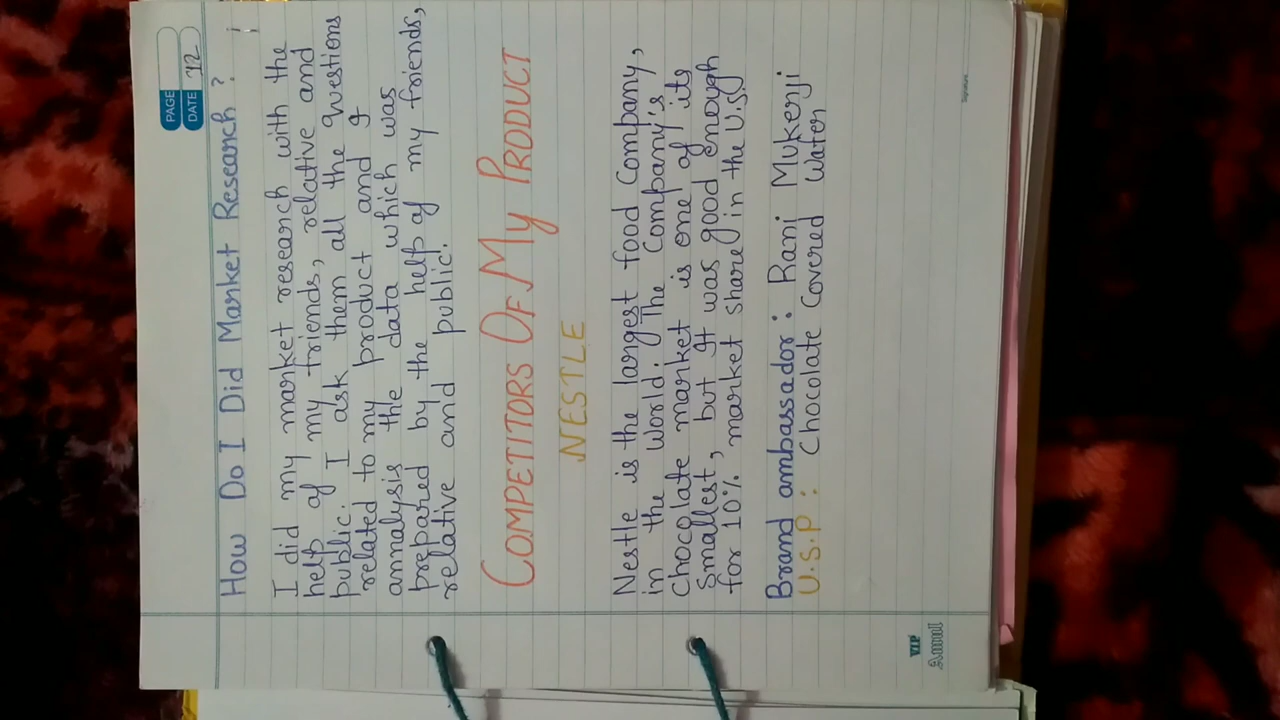 PAGE
DATE 12
How Do I Did Market Research ?
I did my market research with the
help of my friends, relative and
public. I ask them all the questions
related to my product and I
annalysis the data which was
prepared by the help of my friends,
relative and public.
COMPETITORS OF MY PRODUCT
NESTLE
Nestle is the largest food Company,
in the World. The Company's
Chocolate market is one of its
Smallest, but It was good enough
for 10% market share in the U.S.
Brand ambassador : Rani Mukerji
U.S.P : Chocolate Covered Water
VIP
Anmol